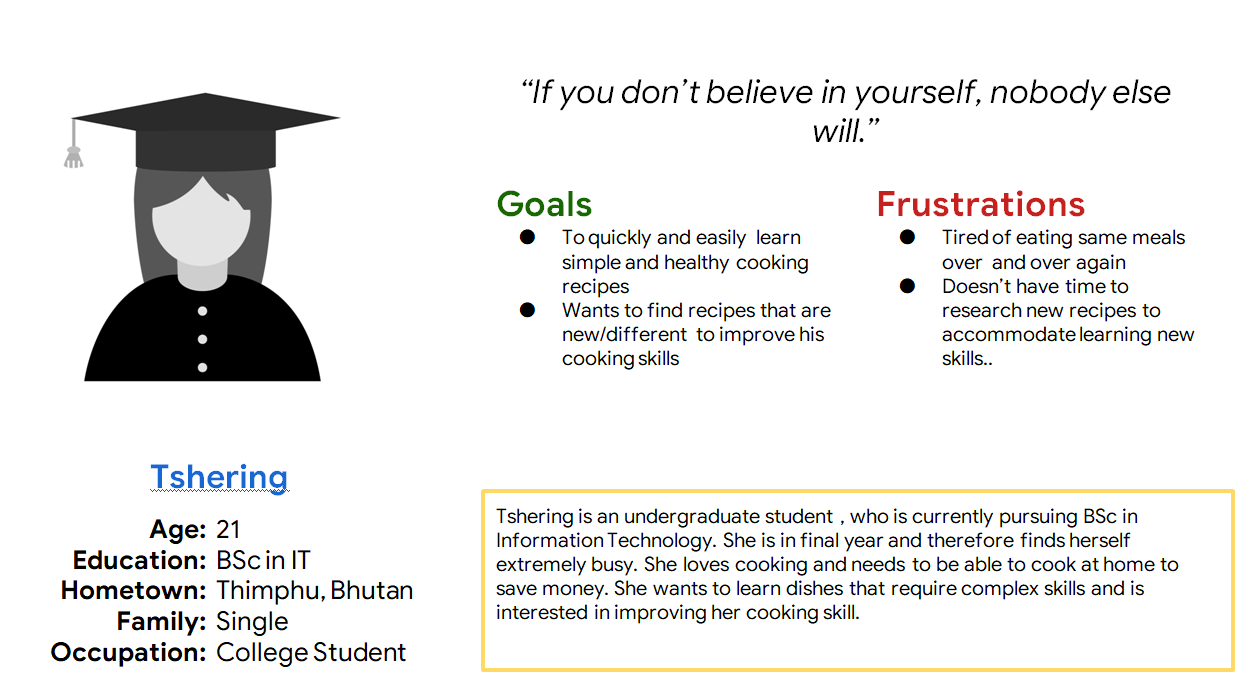 “If you don’t believe in yourself, nobody else
will.”
Goals
● To quickly and easily learn
simple and healthy cooking
recipes
● Wants to find recipes that are
new/different to improve his
cooking skills
Frustrations
● Tired of eating same meals
over and over again
● Doesn’t have time to
research new recipes to
accommodate learning new
skills..
Tshering
Age: 21
Education: BSc in IT
Hometown: Thimphu, Bhutan
Family: Single
Occupation: College Student
Tshering is an undergraduate student , who is currently pursuing BSc in
Information Technology. She is in final year and therefore finds herself
extremely busy. She loves cooking and needs to be able to cook at home to
save money. She wants to learn dishes that require complex skills and is
interested in improving her cooking skill.